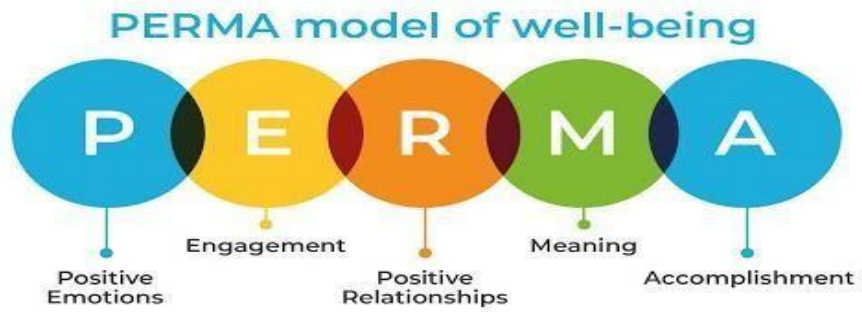 PERMA model of well-being
P E R M A
Positive
Emotions
Engagement
Positive
Relationships
Meaning
Accomplishment